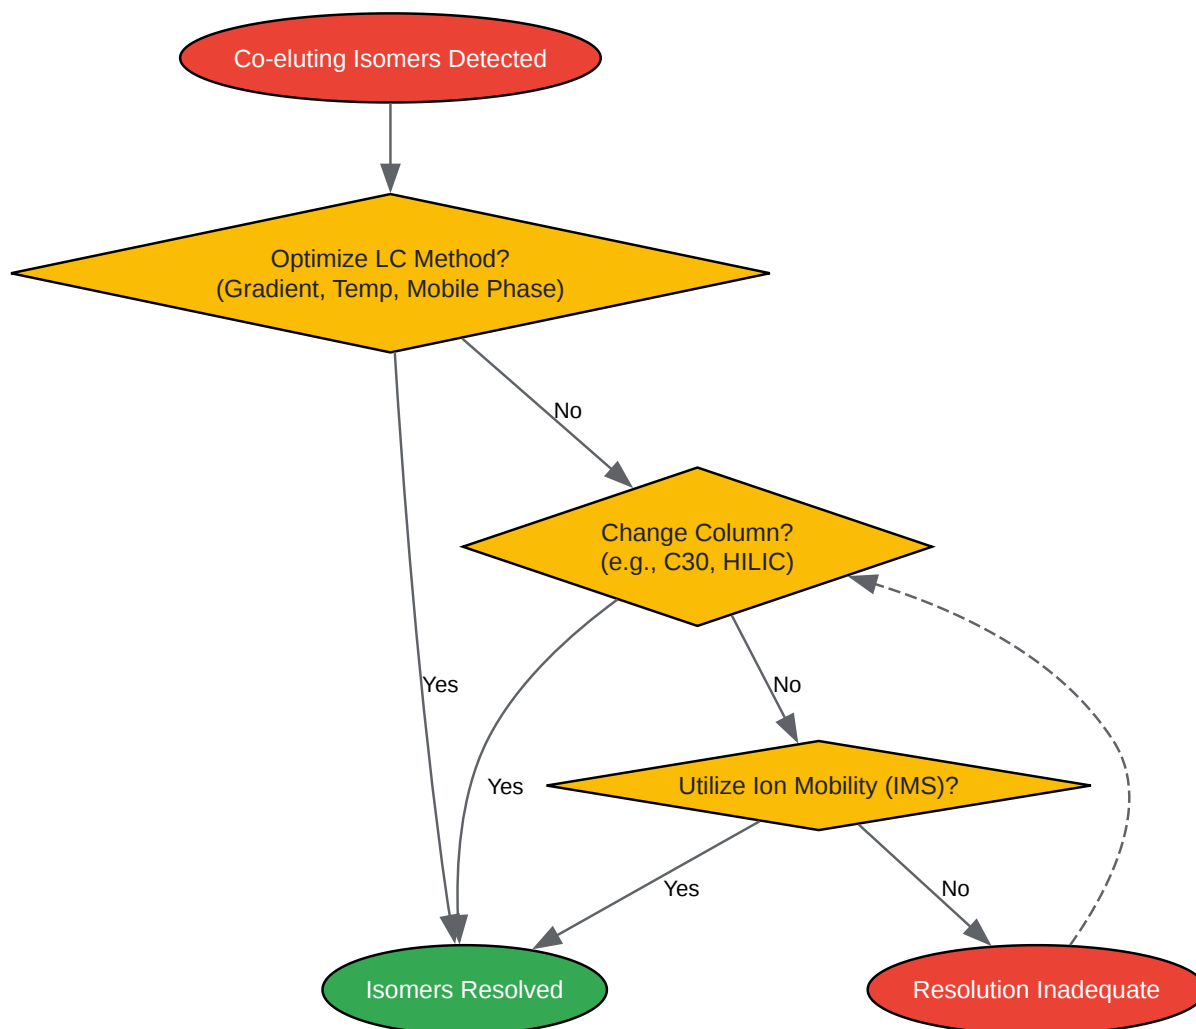 Co-eluting Isomers Detected
Optimize LC Method?
(Gradient, Temp, Mobile Phase)
No
Change Column?
(e.g., C30, HILIC)
Yes
No
Yes
Utilize Ion Mobility (IMS)?
Yes
No
Isomers Resolved
Resolution Inadequate